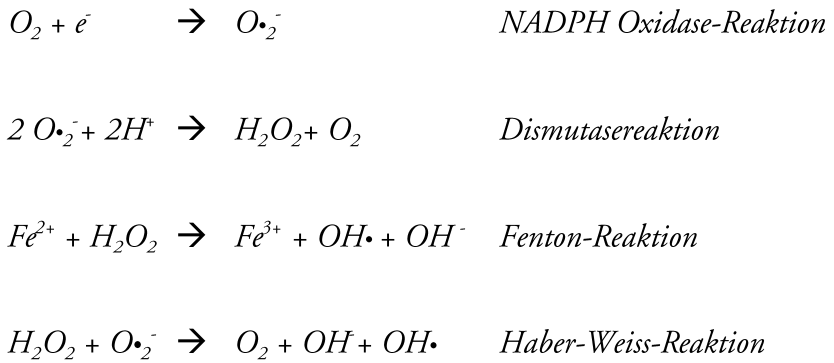 O₂ + e⁻ → O•₂⁻ NADPH Oxidase-Reaktion
2 O•₂⁻ + 2H⁺ → H₂O₂ + O₂ Dismutasereaktion
Fe²⁺ + H₂O₂ → Fe³⁺ + OH• + OH⁻ Fenton-Reaktion
H₂O₂ + O•₂⁻ → O₂ + OH⁻ + OH• Haber-Weiss-Reaktion